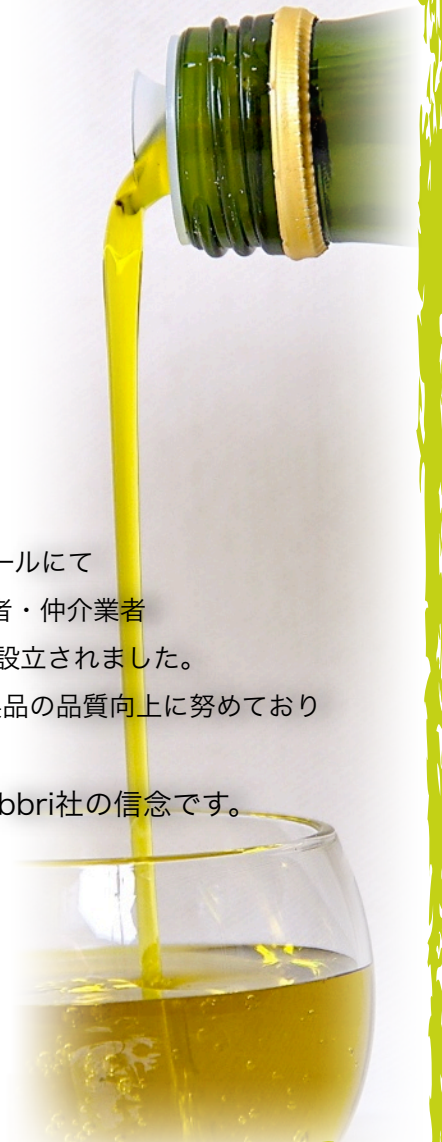 ールにて
者・仲介業者
設立されました。
品の品質向上に努めており
bbri社の信念です。